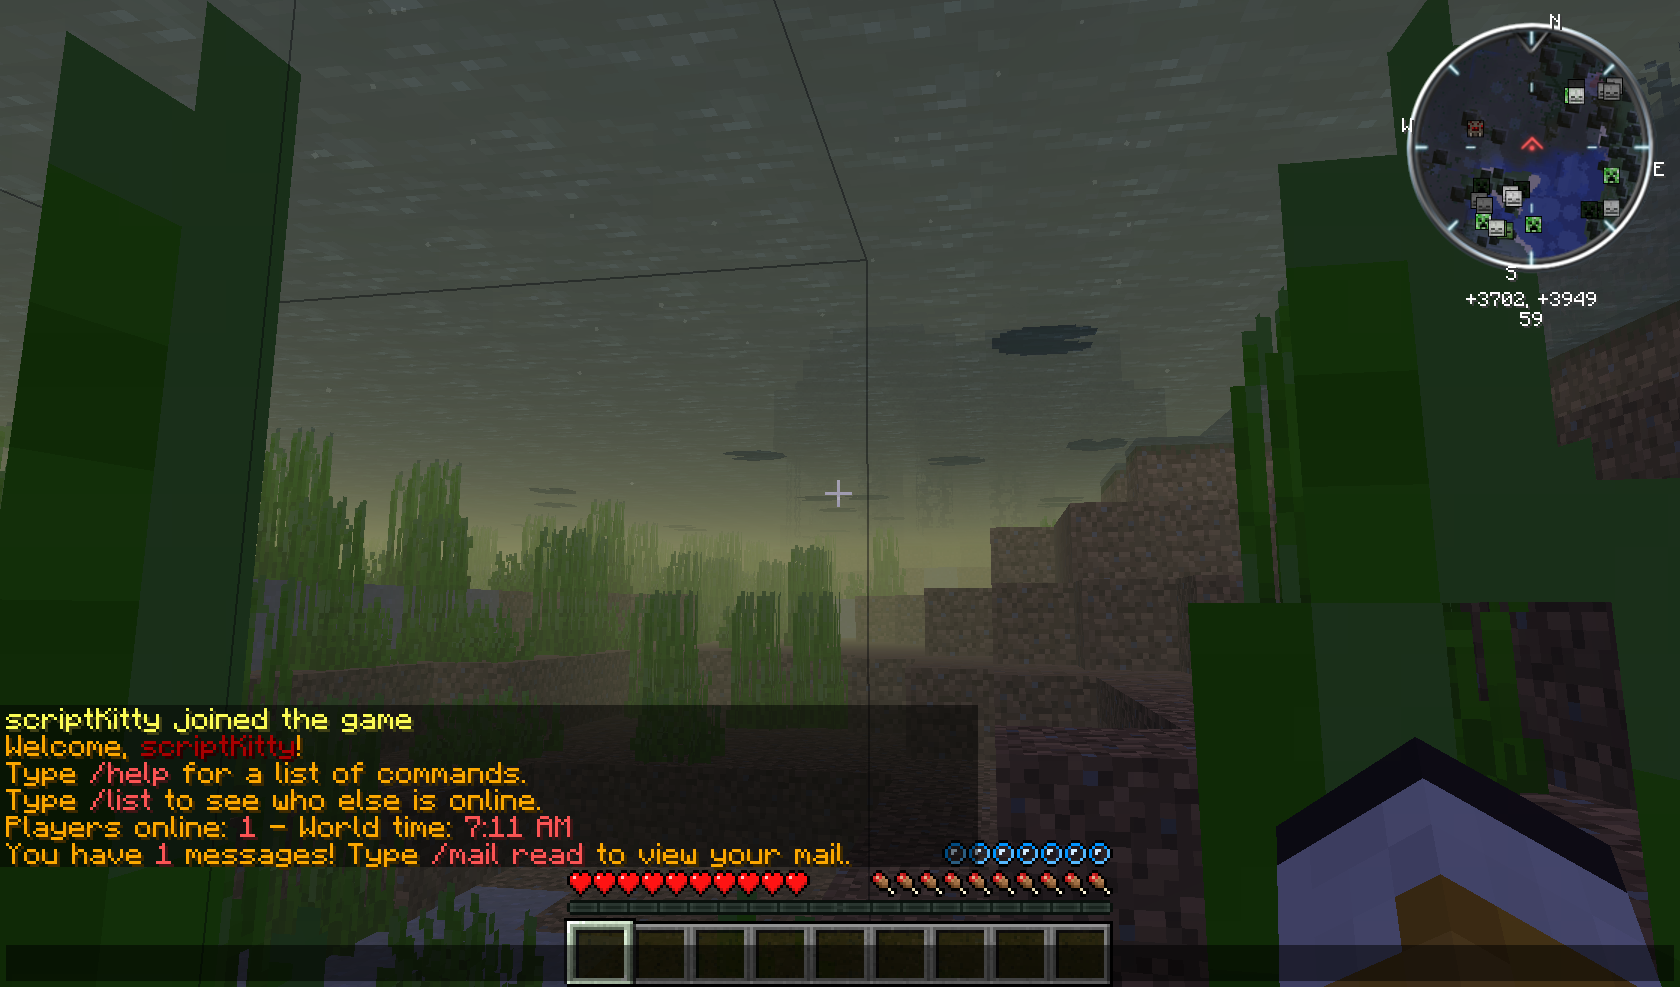 N
W
E
S
+3702, +3949
59
scriptKitty joined the game
Welcome, scriptKitty!
Type /help for a list of commands.
Type /list to see who else is online.
Players online: 1 - World time: 7:11 AM
You have 1 messages! Type /mail read to view your mail.